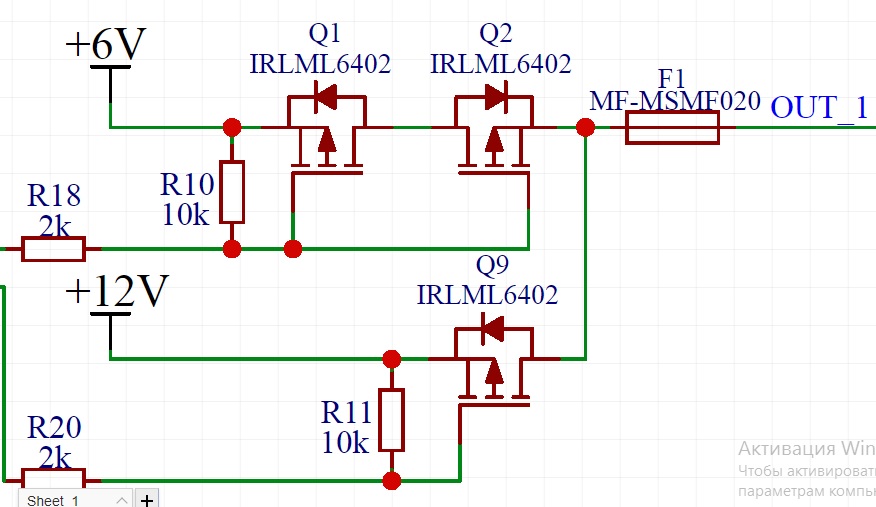 +6V
Q1
IRLML6402
Q2
IRLML6402
F1
MF-MSMF020
OUT_1
R10
10k
R18
2k
+12V
Q9
IRLML6402
R11
10k
R20
2k
Активация Win
Чтобы активироват
параметрам компь
Sheet_1